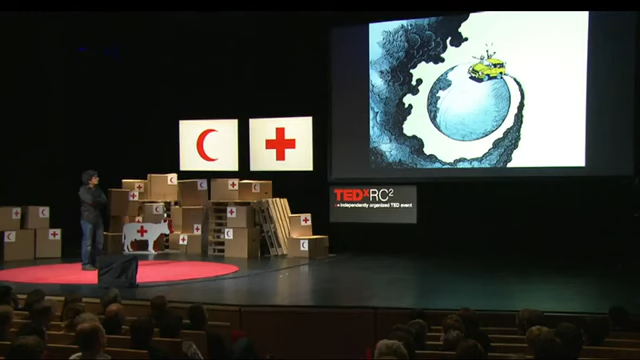 TEDxRC²
x = independently organized TED event